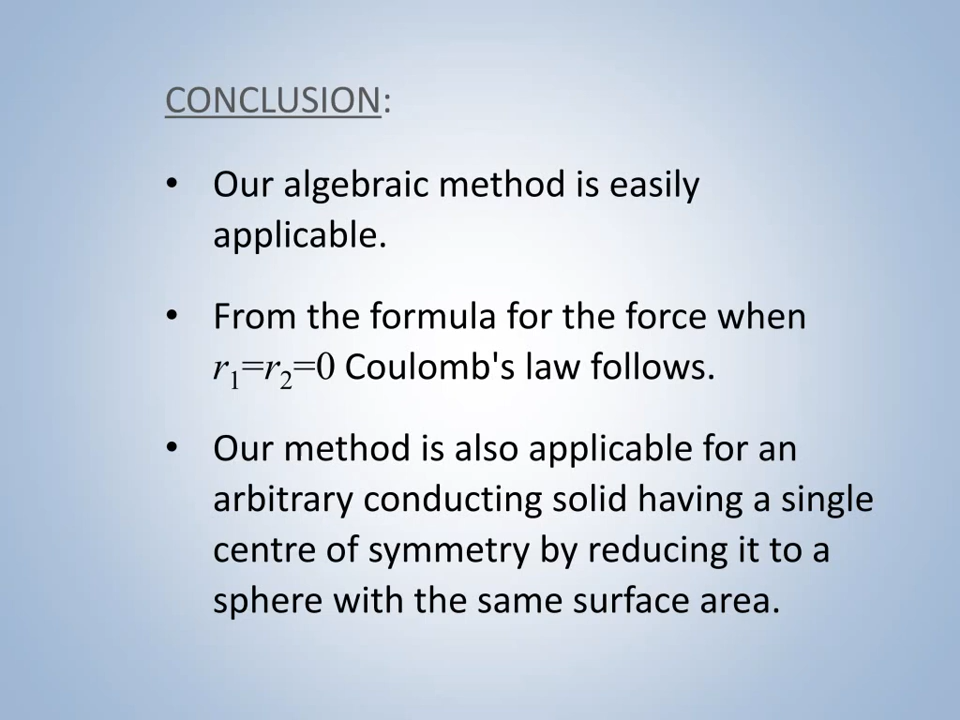 CONCLUSION:
• Our algebraic method is easily
applicable.
• From the formula for the force when
r₁=r₂=0 Coulomb's law follows.
• Our method is also applicable for an
arbitrary conducting solid having a single
centre of symmetry by reducing it to a
sphere with the same surface area.